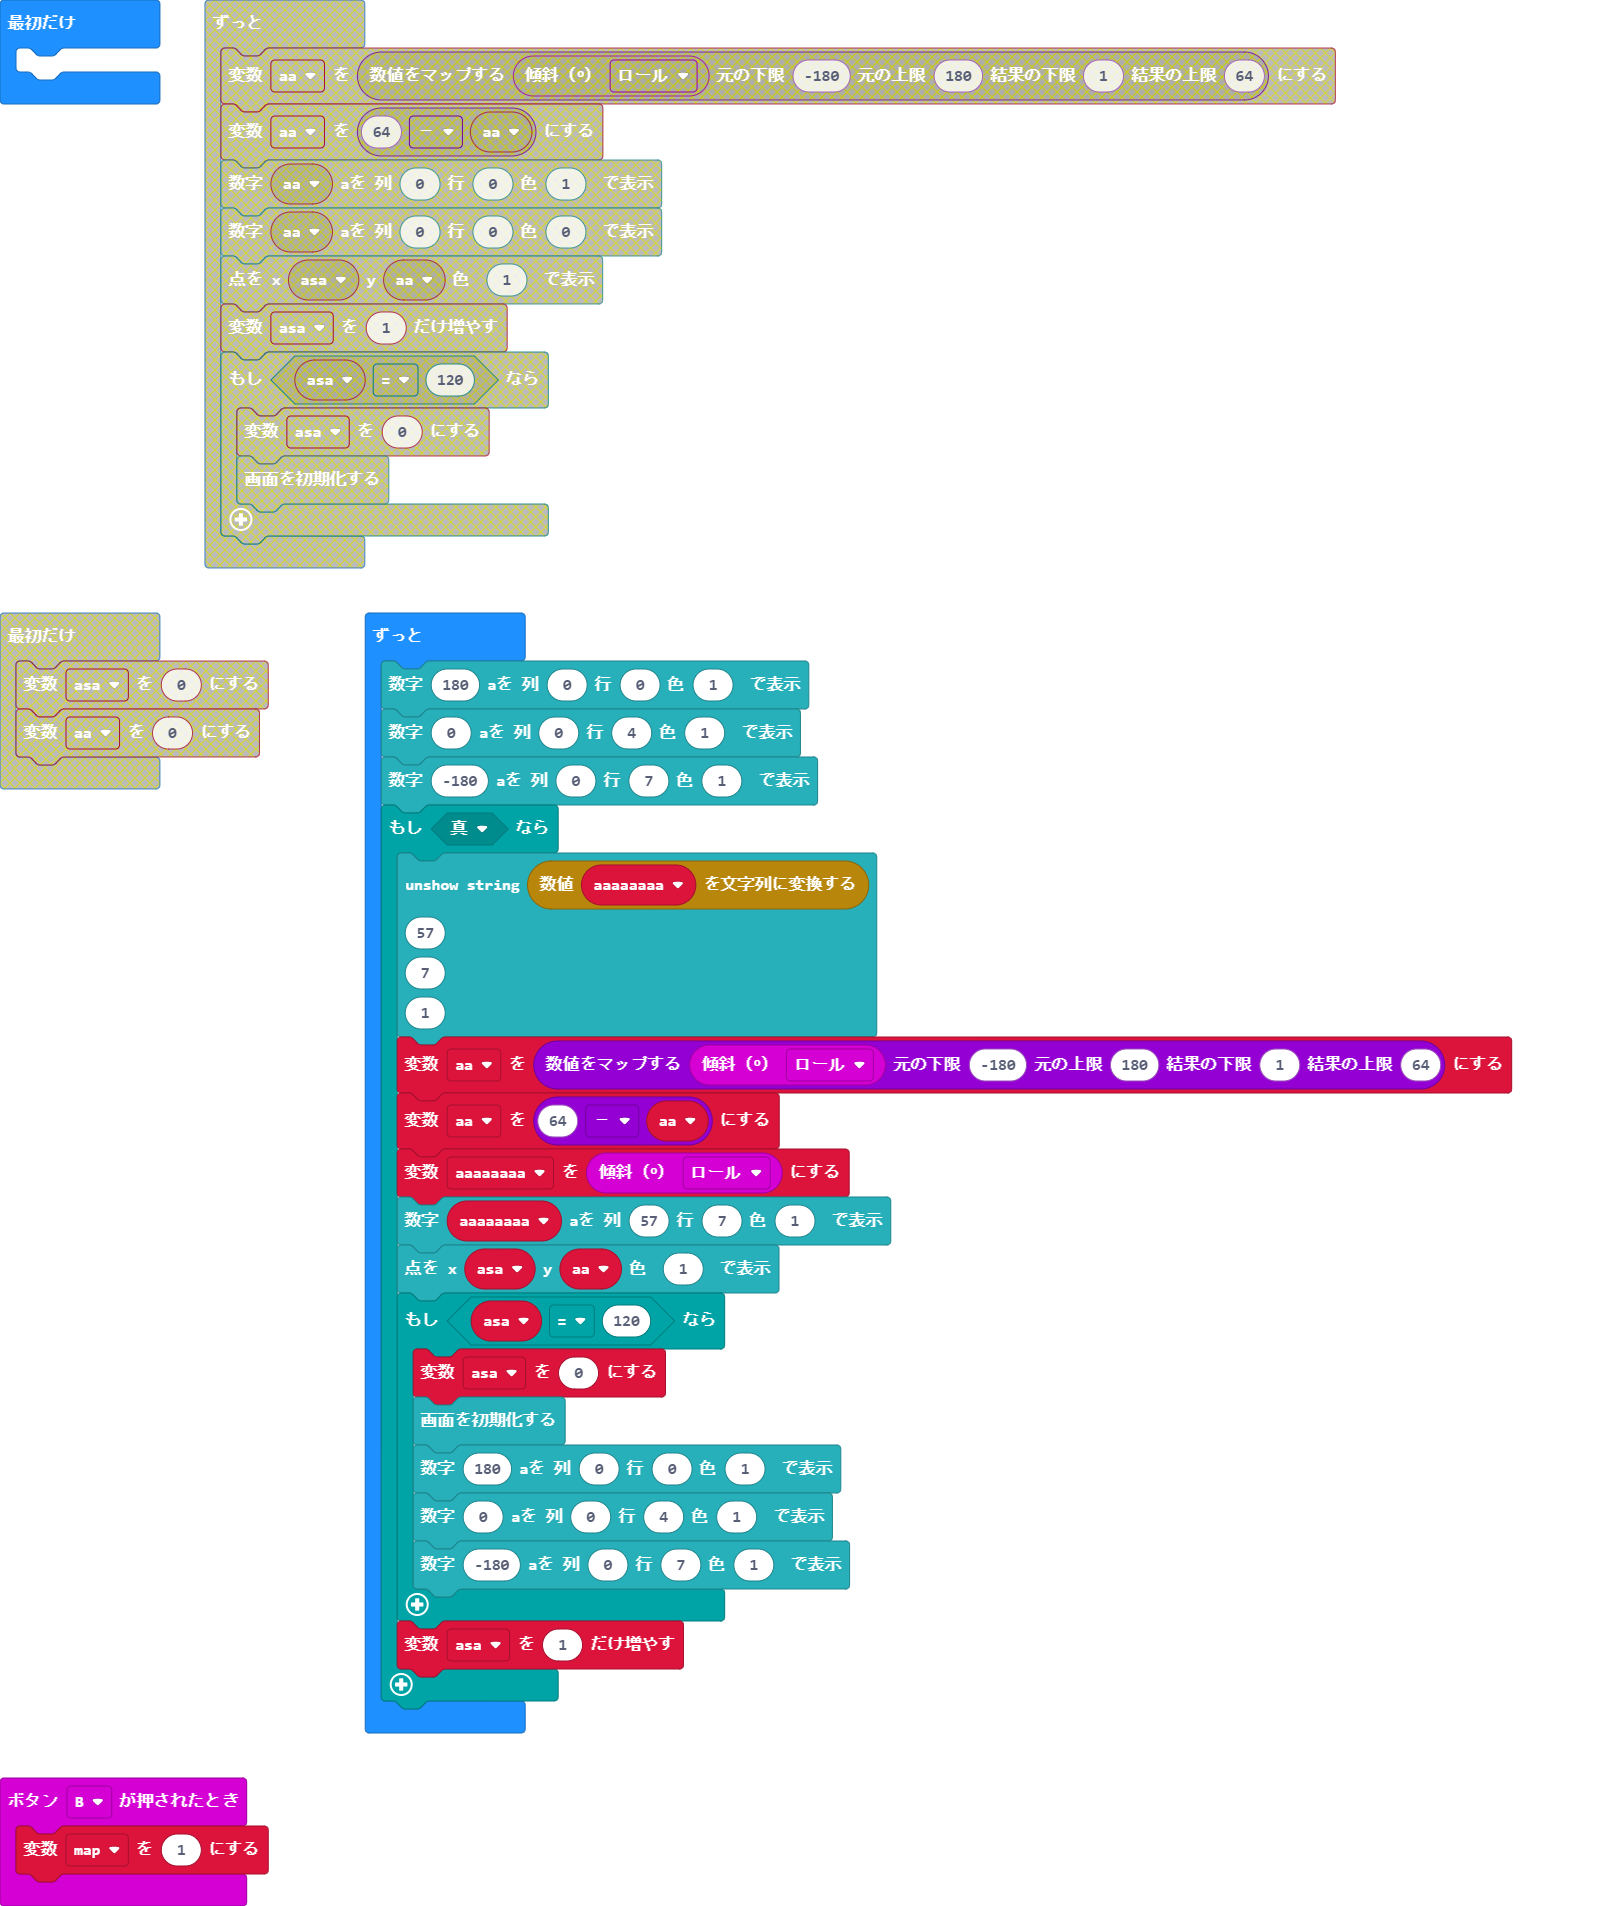 最初だけ
ずっと
変数 aa を 数値をマップする 傾斜（°） ロール 元の下限 -180 元の上限 180 結果の下限 1 結果の上限 64 にする
変数 aa を 64 - aa にする
数字 aa aを 列 0 行 0 色 1 で表示
数字 aa aを 列 0 行 0 色 0 で表示
点を x asa y aa 色 1 で表示
変数 asa を 1 だけ増やす
もし asa = 120 なら
変数 asa を 0 にする
画面を初期化する
最初だけ
変数 asa を 0 にする
変数 aa を 0 にする
ずっと
数字 180 aを 列 0 行 0 色 1 で表示
数字 0 aを 列 0 行 4 色 1 で表示
数字 -180 aを 列 0 行 7 色 1 で表示
もし 真 なら
unshow string 数値 aaaaaaaa を文字列に変換する
57
7
1
変数 aa を 数値をマップする 傾斜（°） ロール 元の下限 -180 元の上限 180 結果の下限 1 結果の上限 64 にする
変数 aa を 64 - aa にする
変数 aaaaaaaa を 傾斜（°） ロール にする
数字 aaaaaaaa aを 列 57 行 7 色 1 で表示
点を x asa y aa 色 1 で表示
もし asa = 120 なら
変数 asa を 0 にする
画面を初期化する
数字 180 aを 列 0 行 0 色 1 で表示
数字 0 aを 列 0 行 4 色 1 で表示
数字 -180 aを 列 0 行 7 色 1 で表示
変数 asa を 1 だけ増やす
ボタン B が押されたとき
変数 map を 1 にする